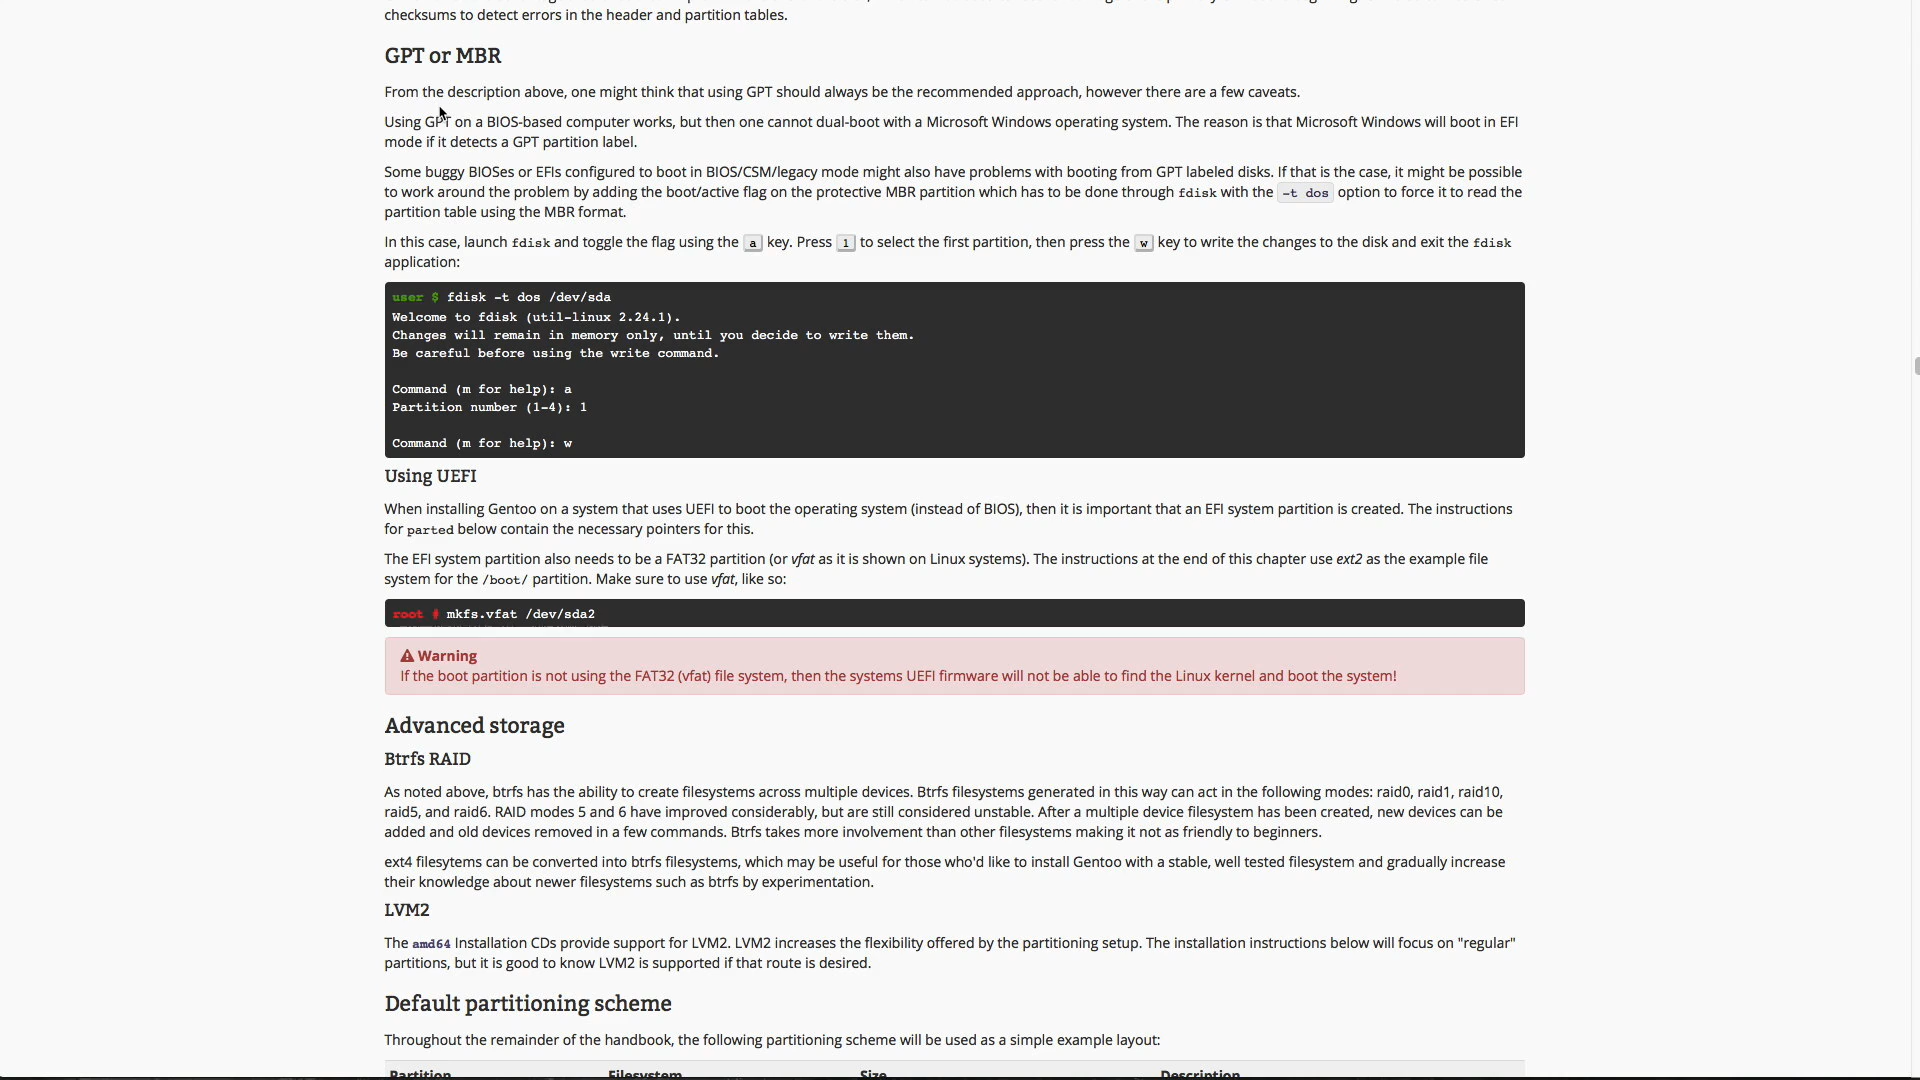 checksums to detect errors in the header and partition tables.
GPT or MBR
From the description above, one might think that using GPT should always be the recommended approach, however there are a few caveats.
Using GPT on a BIOS-based computer works, but then one cannot dual-boot with a Microsoft Windows operating system. The reason is that Microsoft Windows will boot in EFI
mode if it detects a GPT partition label.
Some buggy BIOSes or EFIs configured to boot in BIOS/CSM/legacy mode might also have problems with booting from GPT labeled disks. If that is the case, it might be possible
to work around the problem by adding the boot/active flag on the protective MBR partition which has to be done through fdisk with the -t dos option to force it to read the
partition table using the MBR format.
In this case, launch fdisk and toggle the flag using the a key. Press 1 to select the first partition, then press the w key to write the changes to the disk and exit the fdisk
application:
user $ fdisk -t dos /dev/sda
Welcome to fdisk (util-linux 2.24.1).
Changes will remain in memory only, until you decide to write them.
Be careful before using the write command.
Command (m for help): a
Partition number (1-4): 1
Command (m for help): w
Using UEFI
When installing Gentoo on a system that uses UEFI to boot the operating system (instead of BIOS), then it is important that an EFI system partition is created. The instructions
for parted below contain the necessary pointers for this.
The EFI system partition also needs to be a FAT32 partition (or vfat as it is shown on Linux systems). The instructions at the end of this chapter use ext2 as the example file
system for the /boot/ partition. Make sure to use vfat, like so:
root # mkfs.vfat /dev/sda2
Warning
If the boot partition is not using the FAT32 (vfat) file system, then the systems UEFI firmware will not be able to find the Linux kernel and boot the system!
Advanced storage
Btrfs RAID
As noted above, btrfs has the ability to create filesystems across multiple devices. Btrfs filesystems generated in this way can act in the following modes: raid0, raid1, raid10,
raid5, and raid6. RAID modes 5 and 6 have improved considerably, but are still considered unstable. After a multiple device filesystem has been created, new devices can be
added and old devices removed in a few commands. Btrfs takes more involvement than other filesystems making it not as friendly to beginners.
ext4 filesytems can be converted into btrfs filesystems, which may be useful for those who'd like to install Gentoo with a stable, well tested filesystem and gradually increase
their knowledge about newer filesystems such as btrfs by experimentation.
LVM2
The amd64 Installation CDs provide support for LVM2. LVM2 increases the flexibility offered by the partitioning setup. The installation instructions below will focus on "regular"
partitions, but it is good to know LVM2 is supported if that route is desired.
Default partitioning scheme
Throughout the remainder of the handbook, the following partitioning scheme will be used as a simple example layout:
Partition Filesystem Size Description